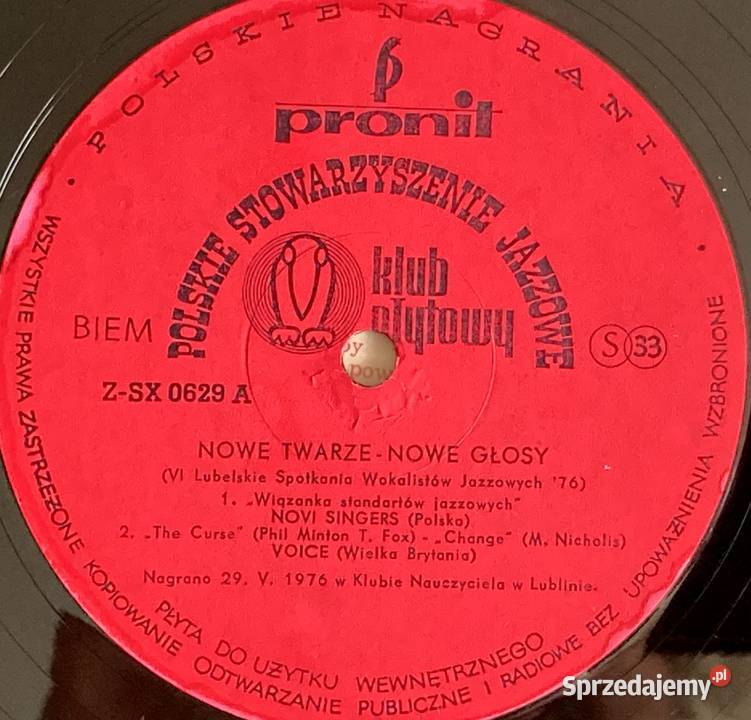 • POLSKIE NAGRANIA •
pronit
POLSKIE STOWARZYSZENIE JAZZOWE
klub
płytowy
BIEM
S 33
Z-SX 0629 A
NOWE TWARZE - NOWE GŁOSY
(VI Lubelskie Spotkania Wokalistów Jazzowych '76)
1. „Wiązanka standartów jazzowych"
NOVI SINGERS (Polska)
2. „The Curse" (Phil Minton T. Fox) - „Change" (M. Nicholis)
VOICE (Wielka Brytania)
Nagrano 29. V. 1976 w Klubie Nauczyciela w Lublinie.
PŁYTA DO UŻYTKU WEWNĘTRZNEGO
WSZYSTKIE PRAWA ZASTRZEŻONE KOPIOWANIE ODTWARZANIE PUBLICZNE I RADIOWE BEZ UPOWAŻNIENIA WZBRONIONE
Sprzedajemy.pl